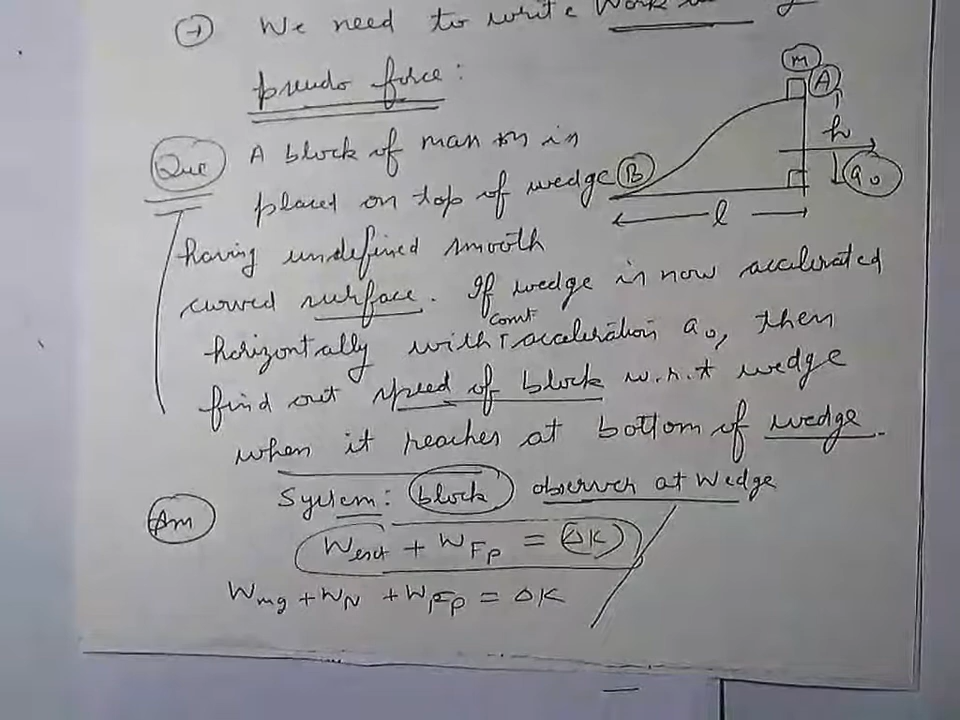 → We need to write Work
pseudo force:
m
A
h
a₀
B
l
Que A block of mass m is
placed on top of wedge
having undefined smooth
curved surface. If wedge is now accelerated
horizontally with const acceleration a₀, then
find out speed of block w.r.t wedge
when it reaches at bottom of wedge.
Ans System: block observer at Wedge
Wext + WFp = ΔK
Wmg + WN + WFp = ΔK